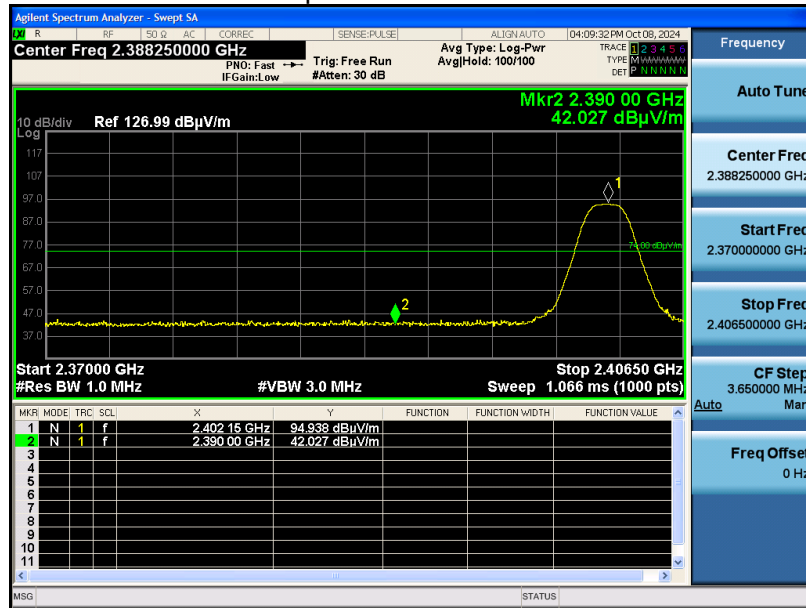 Agilent Spectrum Analyzer - Swept SA
LXI R RF 50 Ω AC CORREC SENSE:PULSE ALIGN AUTO 04:09:32 PM Oct 08, 2024
Center Freq 2.388250000 GHz
PNO: Fast
IFGain:Low
Trig: Free Run
#Atten: 30 dB
Avg Type: Log-Pwr
Avg|Hold: 100/100
TRACE 1 2 3 4 5 6
TYPE M WWWWW
DET P N N N N N
Mkr2 2.390 00 GHz
42.027 dBµV/m
10 dB/div Ref 126.99 dBµV/m
Log
117
107
97.0
87.0
77.0
67.0
57.0
47.0
37.0
1
74.00 dBµV/m
2
Start 2.37000 GHz Stop 2.40650 GHz
#Res BW 1.0 MHz #VBW 3.0 MHz Sweep 1.066 ms (1000 pts)
MKR MODE TRC SCL X Y FUNCTION FUNCTION WIDTH FUNCTION VALUE
1 N 1 f 2.402 15 GHz 94.938 dBµV/m
2 N 1 f 2.390 00 GHz 42.027 dBµV/m
3
4
5
6
7
8
9
10
11
MSG STATUS
Frequency
Auto Tune
Center Freq
2.388250000 GHz
Start Freq
2.370000000 GHz
Stop Freq
2.406500000 GHz
CF Step
3.650000 MHz
Auto Man
Freq Offset
0 Hz